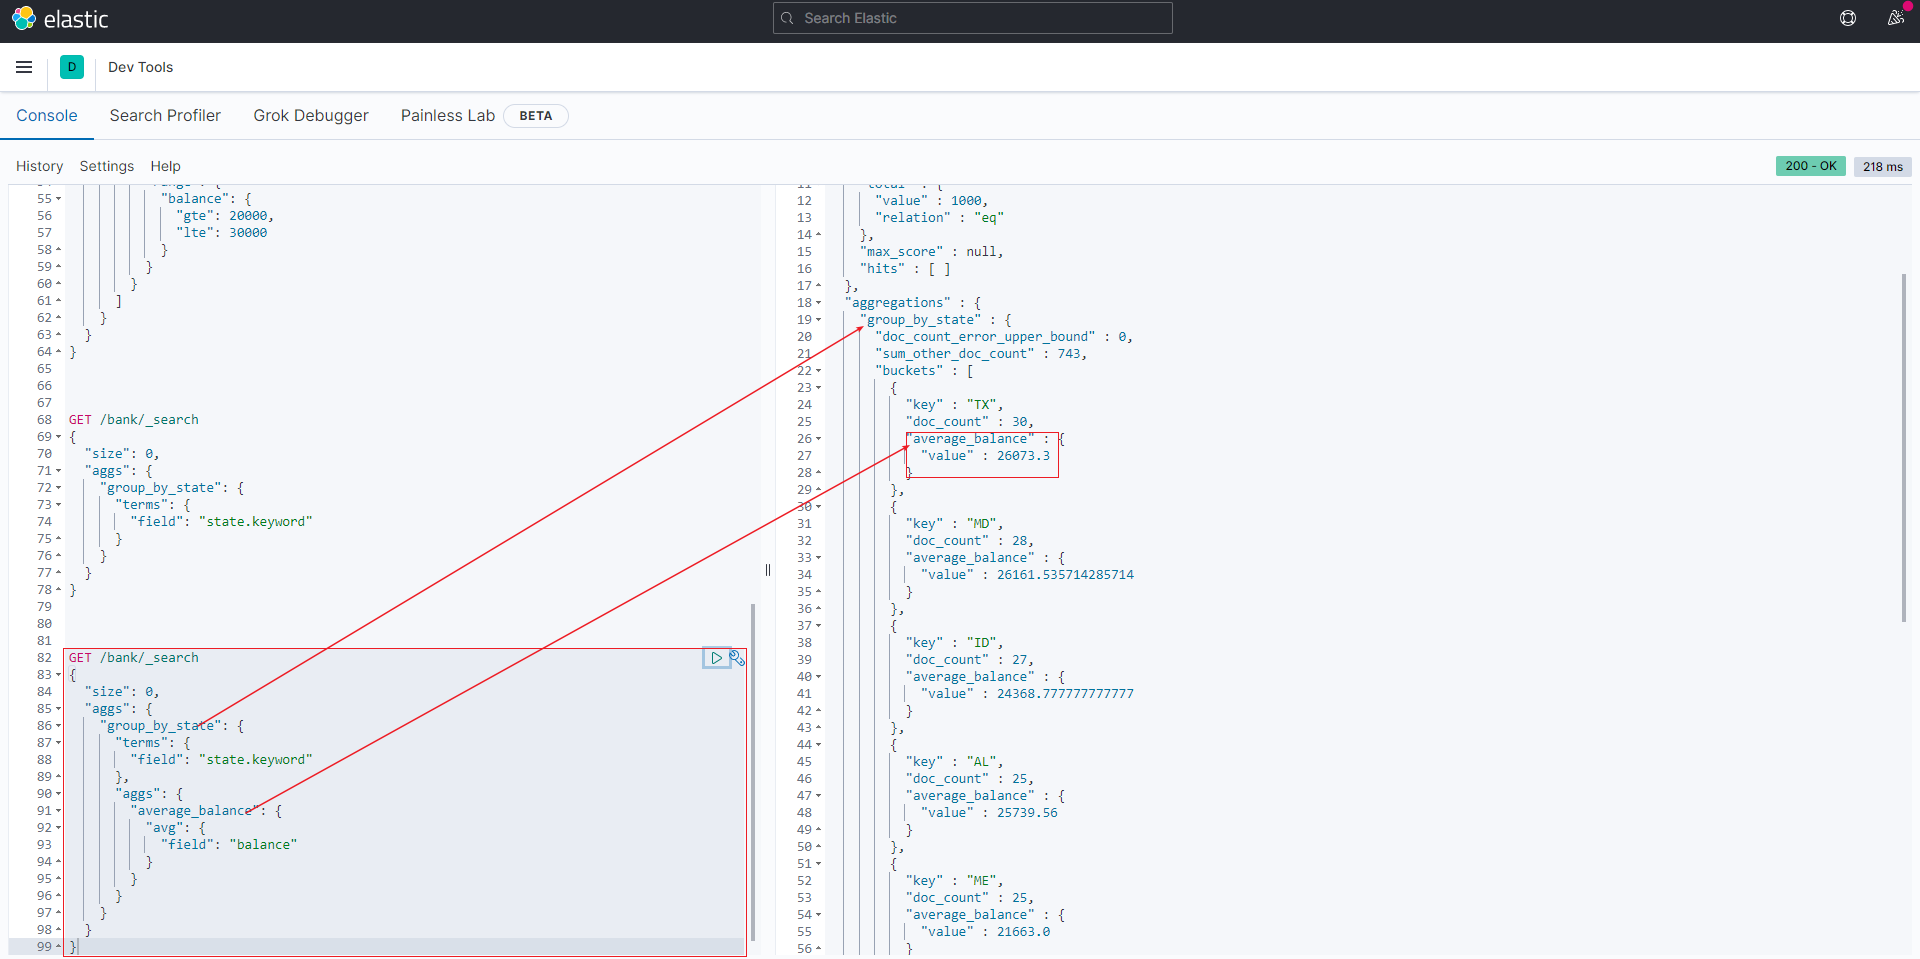 elastic
Search Elastic
D
Dev Tools
Console
Search Profiler
Grok Debugger
Painless Lab
BETA
History
Settings
Help
200 - OK
218 ms
55 "balance": {
56 "gte": 20000,
57 "lte": 30000
58 }
59 }
60 }
61 ]
62 }
63 }
64 }
65
66
67
68 GET /bank/_search
69 {
70 "size": 0,
71 "aggs": {
72 "group_by_state": {
73 "terms": {
74 "field": "state.keyword"
75 }
76 }
77 }
78 }
79
80
81
82 GET /bank/_search
83 {
84 "size": 0,
85 "aggs": {
86 "group_by_state": {
87 "terms": {
88 "field": "state.keyword"
89 },
90 "aggs": {
91 "average_balance": {
92 "avg": {
93 "field": "balance"
94 }
95 }
96 }
97 }
98 }
99 }
11 "total" : {
12 "value" : 1000,
13 "relation" : "eq"
14 },
15 "max_score" : null,
16 "hits" : [ ]
17 },
18 "aggregations" : {
19 "group_by_state" : {
20 "doc_count_error_upper_bound" : 0,
21 "sum_other_doc_count" : 743,
22 "buckets" : [
23 {
24 "key" : "TX",
25 "doc_count" : 30,
26 "average_balance" : {
27 "value" : 26073.3
28 }
29 },
30 {
31 "key" : "MD",
32 "doc_count" : 28,
33 "average_balance" : {
34 "value" : 26161.535714285714
35 }
36 },
37 {
38 "key" : "ID",
39 "doc_count" : 27,
40 "average_balance" : {
41 "value" : 24368.777777777777
42 }
43 },
44 {
45 "key" : "AL",
46 "doc_count" : 25,
47 "average_balance" : {
48 "value" : 25739.56
49 }
50 },
51 {
52 "key" : "ME",
53 "doc_count" : 25,
54 "average_balance" : {
55 "value" : 21663.0
56 }